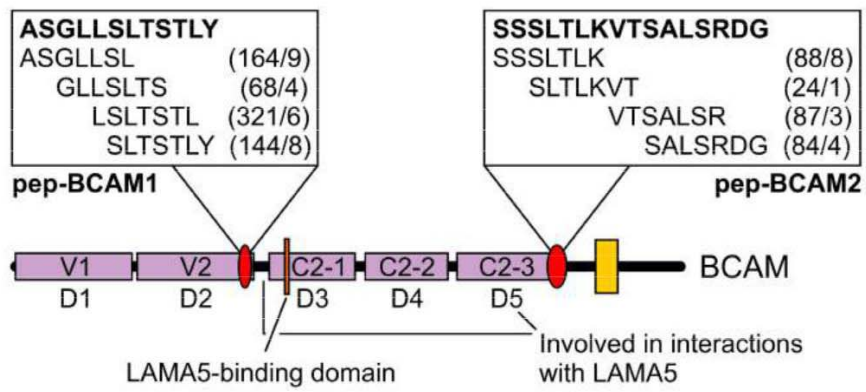 ASGLLSLTSTLY
ASGLLSL (164/9)
GLLSLTS (68/4)
LSLTSTL (321/6)
SLTSTLY (144/8)
pep-BCAM1
SSSLTLKVTSALSRDG
SSSLTLK (88/8)
SLTLKVT (24/1)
VTSALSR (87/3)
SALSRDG (84/4)
pep-BCAM2
V1 V2 C2-1 C2-2 C2-3 BCAM
D1 D2 D3 D4 D5
LAMA5-binding domain
Involved in interactions
with LAMA5